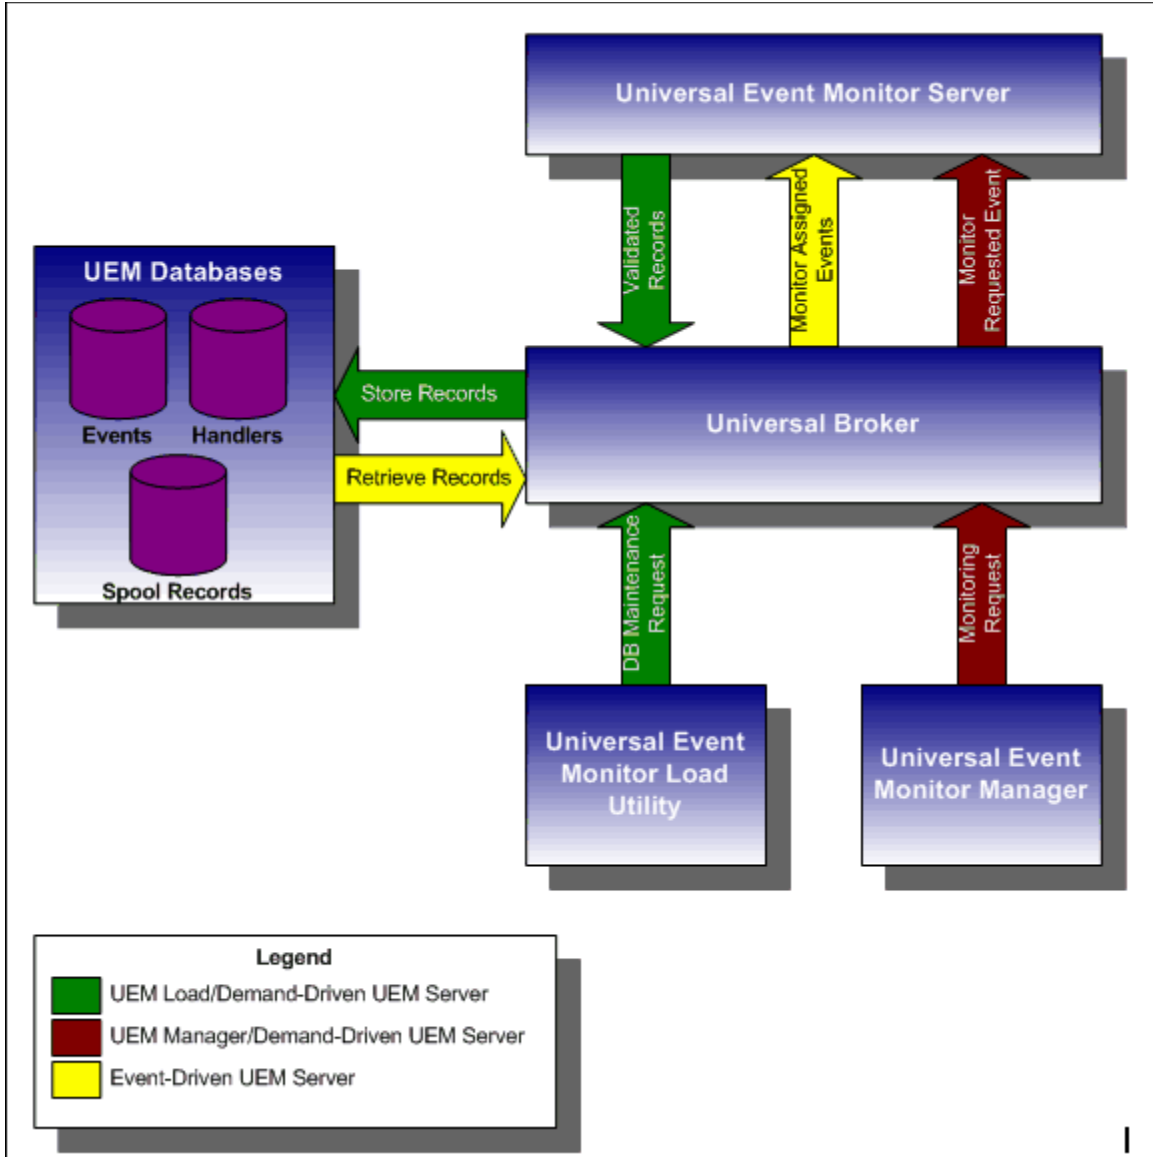 Universal Event Monitor Server
Validated
Records
Monitor Assigned
Events
Monitor
Requested Event
UEM Databases
Events
Handlers
Spool Records
Store Records
Retrieve Records
Universal Broker
DB Maintenance
Request
Monitoring
Request
Universal Event
Monitor Load
Utility
Universal Event
Monitor Manager
Legend
UEM Load/Demand-Driven UEM Server
UEM Manager/Demand-Driven UEM Server
Event-Driven UEM Server